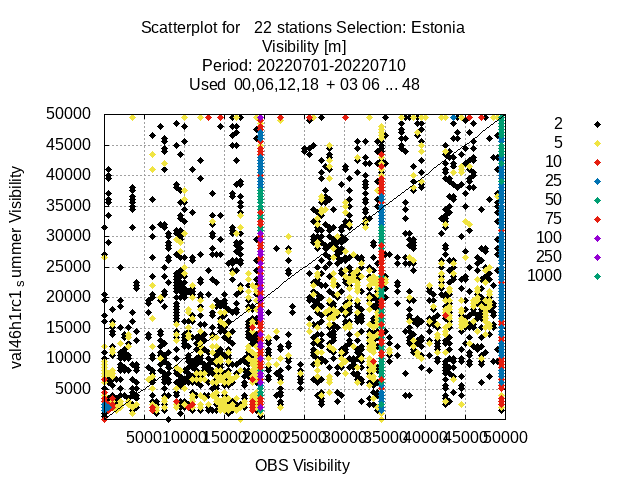 Scatterplot for 22 stations Selection: Estonia
Visibility [m]
Period: 20220701-20220710
Used 00,06,12,18 + 03 06 ... 48
50000
45000
40000
35000
30000
25000
20000
15000
10000
5000
val46h1rc1summer Visibility
2
5
10
25
50
75
100
250
1000
5000 10000 15000 20000 25000 30000 35000 40000 45000 50000
OBS Visibility